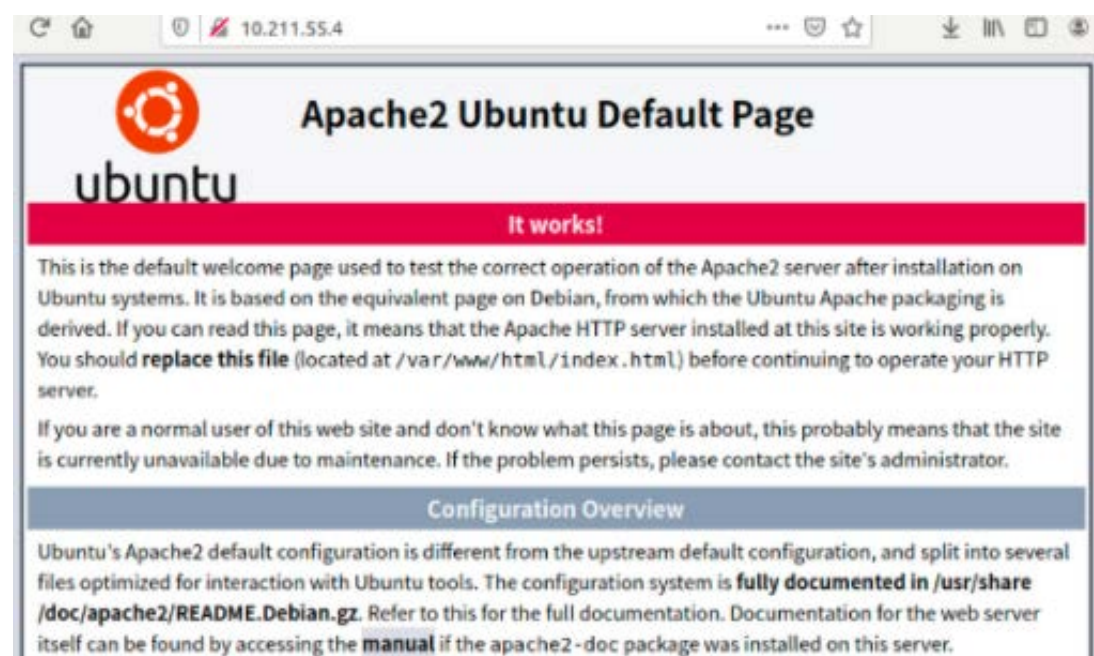 10.211.55.4
Apache2 Ubuntu Default Page
ubuntu
It works!
This is the default welcome page used to test the correct operation of the Apache2 server after installation on
Ubuntu systems. It is based on the equivalent page on Debian, from which the Ubuntu Apache packaging is
derived. If you can read this page, it means that the Apache HTTP server installed at this site is working properly.
You should replace this file (located at /var/www/html/index.html) before continuing to operate your HTTP
server.
If you are a normal user of this web site and don't know what this page is about, this probably means that the site
is currently unavailable due to maintenance. If the problem persists, please contact the site's administrator.
Configuration Overview
Ubuntu's Apache2 default configuration is different from the upstream default configuration, and split into several
files optimized for interaction with Ubuntu tools. The configuration system is fully documented in /usr/share
/doc/apache2/README.Debian.gz. Refer to this for the full documentation. Documentation for the web server
itself can be found by accessing the manual if the apache2-doc package was installed on this server.